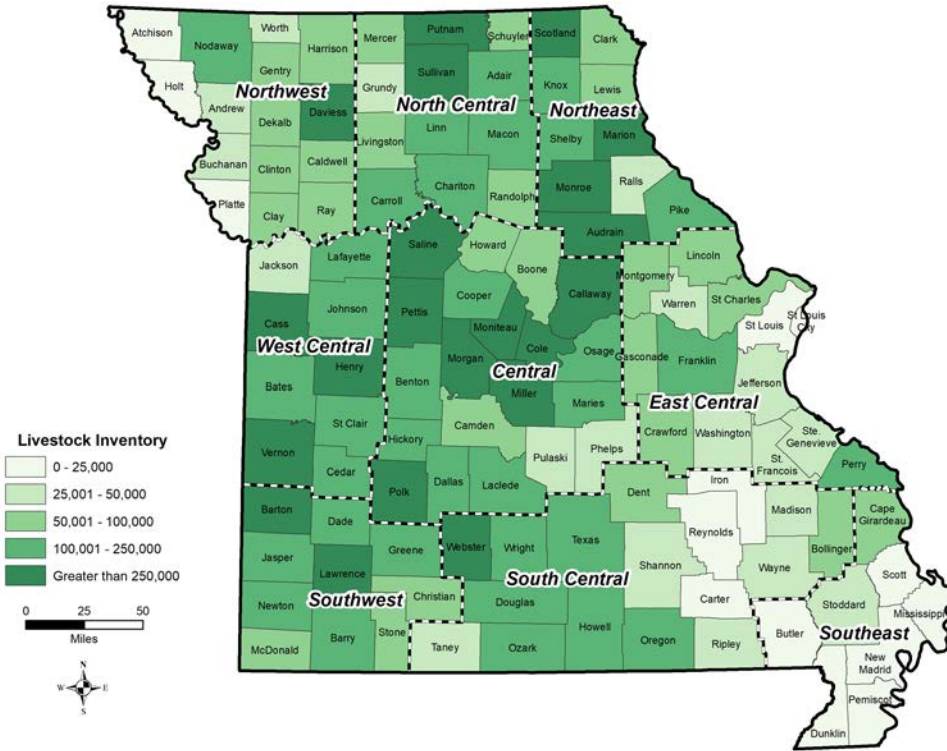 Atchison
Nodaway
Worth
Harrison
Mercer
Putnam
Schuyler
Scotland
Clark
Holt
Gentry
Northwest
Andrew
Daviess
Dekalb
Grundy
Sullivan
Adair
North Central
Knox
Lewis
Northeast
Livingston
Linn
Macon
Shelby
Marion
Buchanan
Clinton
Caldwell
Platte
Clay
Ray
Carroll
Chariton
Randolph
Monroe
Ralls
Pike
Audrain
Jackson
Lafayette
Saline
Howard
Boone
Callaway
Montgomery
Lincoln
Warren
St Charles
St Louis
St Louis
City
Cass
Johnson
West Central
Henry
Pettis
Cooper
Moniteau
Cole
Morgan
Central
Miller
Osage
Gasconade
Franklin
Jefferson
East Central
Bates
Benton
Maries
St Clair
Camden
Hickory
Pulaski
Phelps
Crawford
Washington
Ste.
Genevieve
St.
Francois
Perry
Vernon
Cedar
Polk
Dallas
Laclede
Dent
Iron
Madison
Cape
Girardeau
Barton
Dade
Greene
Webster
Wright
Texas
Reynolds
Bollinger
Jasper
Lawrence
Southwest
Christian
South Central
Shannon
Wayne
Scott
Newton
Douglas
Carter
Stoddard
Mississippi
Southeast
McDonald
Barry
Stone
Taney
Ozark
Howell
Oregon
Ripley
Butler
New
Madrid
Pemiscot
Dunklin
Livestock Inventory
0 - 25,000
25,001 - 50,000
50,001 - 100,000
100,001 - 250,000
Greater than 250,000
0 25 50
Miles
N
W E
S